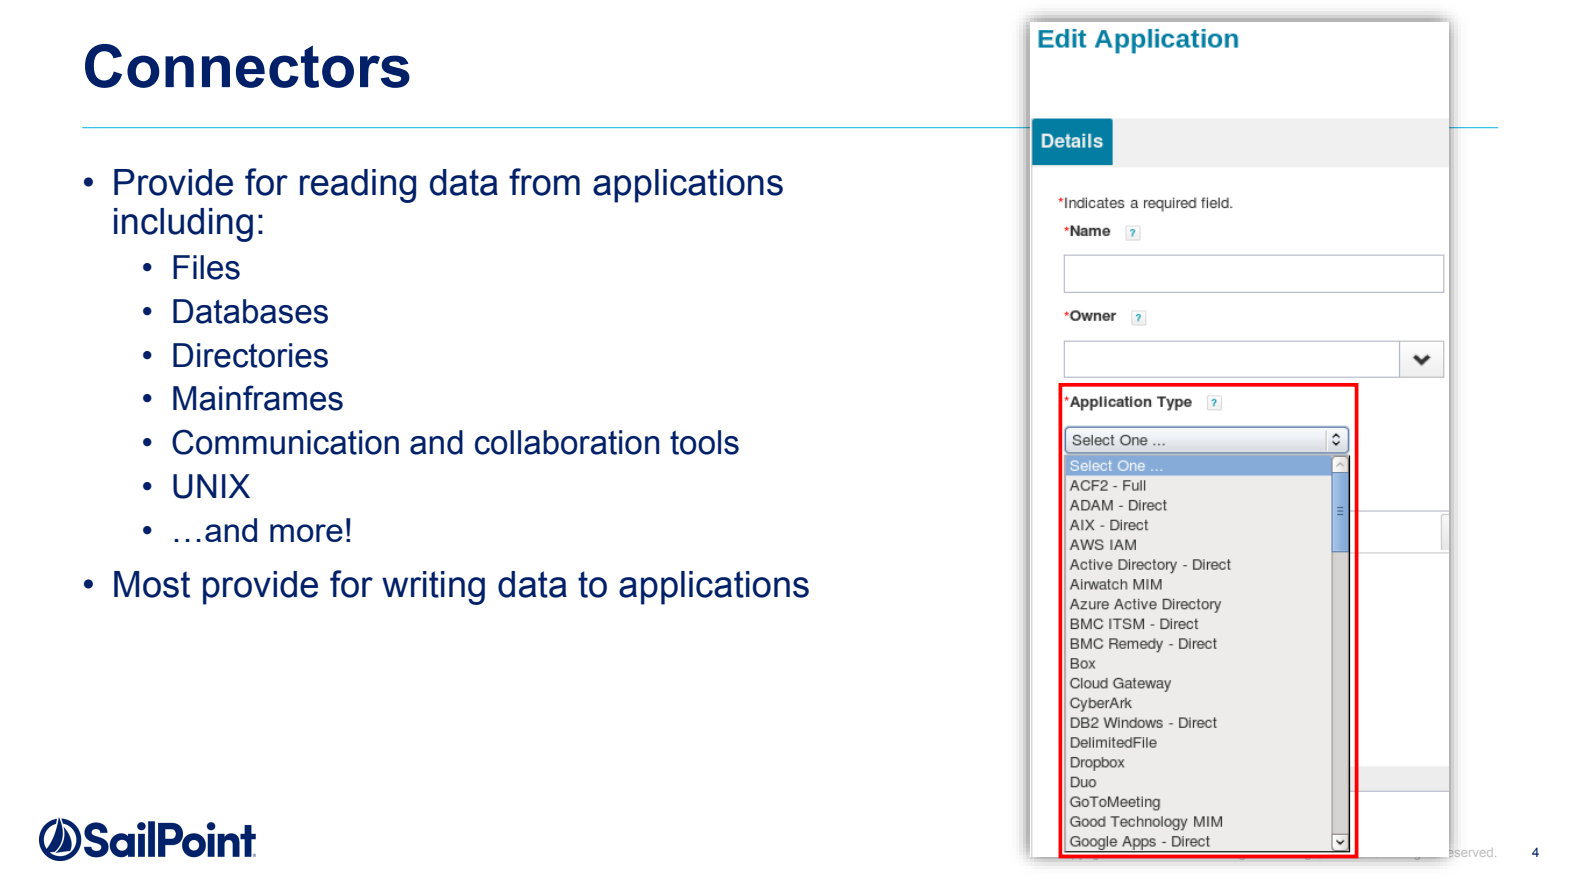 Connectors
• Provide for reading data from applications
including:
• Files
• Databases
• Directories
• Mainframes
• Communication and collaboration tools
• UNIX
• …and more!
• Most provide for writing data to applications
Edit Application
Details
*Indicates a required field.
*Name ?
*Owner ?
*Application Type ?
Select One ...
Select One ...
ACF2 - Full
ADAM - Direct
AIX - Direct
AWS IAM
Active Directory - Direct
Airwatch MIM
Azure Active Directory
BMC ITSM - Direct
BMC Remedy - Direct
Box
Cloud Gateway
CyberArk
DB2 Windows - Direct
DelimitedFile
Dropbox
Duo
GoToMeeting
Good Technology MIM
Google Apps - Direct
SailPoint
4